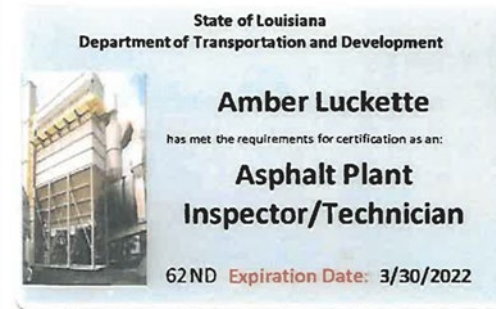 State of Louisiana
Department of Transportation and Development
Amber Luckette
has met the requirements for certification as an:
Asphalt Plant
Inspector/Technician
62ND Expiration Date: 3/30/2022